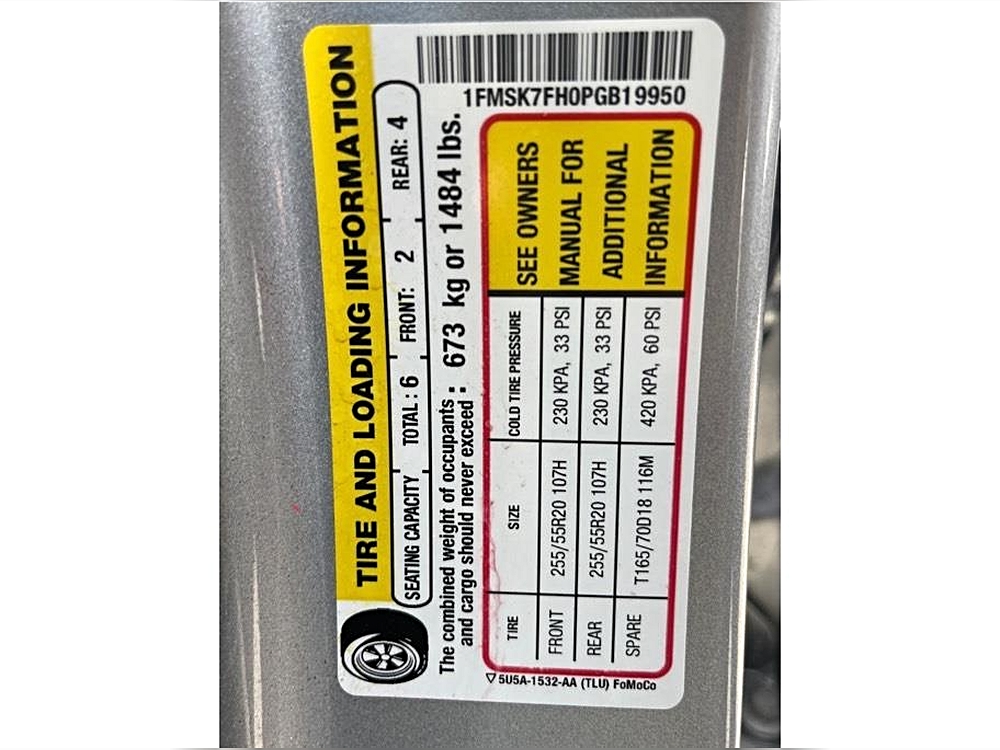 TIRE AND LOADING INFORMATION
SEATING CAPACITY TOTAL : 6 FRONT: 2 REAR: 4
The combined weight of occupants
and cargo should never exceed : 673 kg or 1484 lbs.
TIRE SIZE COLD TIRE PRESSURE
FRONT 255/55R20 107H 230 KPA, 33 PSI
REAR 255/55R20 107H 230 KPA, 33 PSI
SPARE T165/70D18 116M 420 KPA, 60 PSI
SEE OWNERS
MANUAL FOR
ADDITIONAL
INFORMATION
1FMSK7FH0PGB19950
5U5A-1532-AA (TLU) FoMoCo